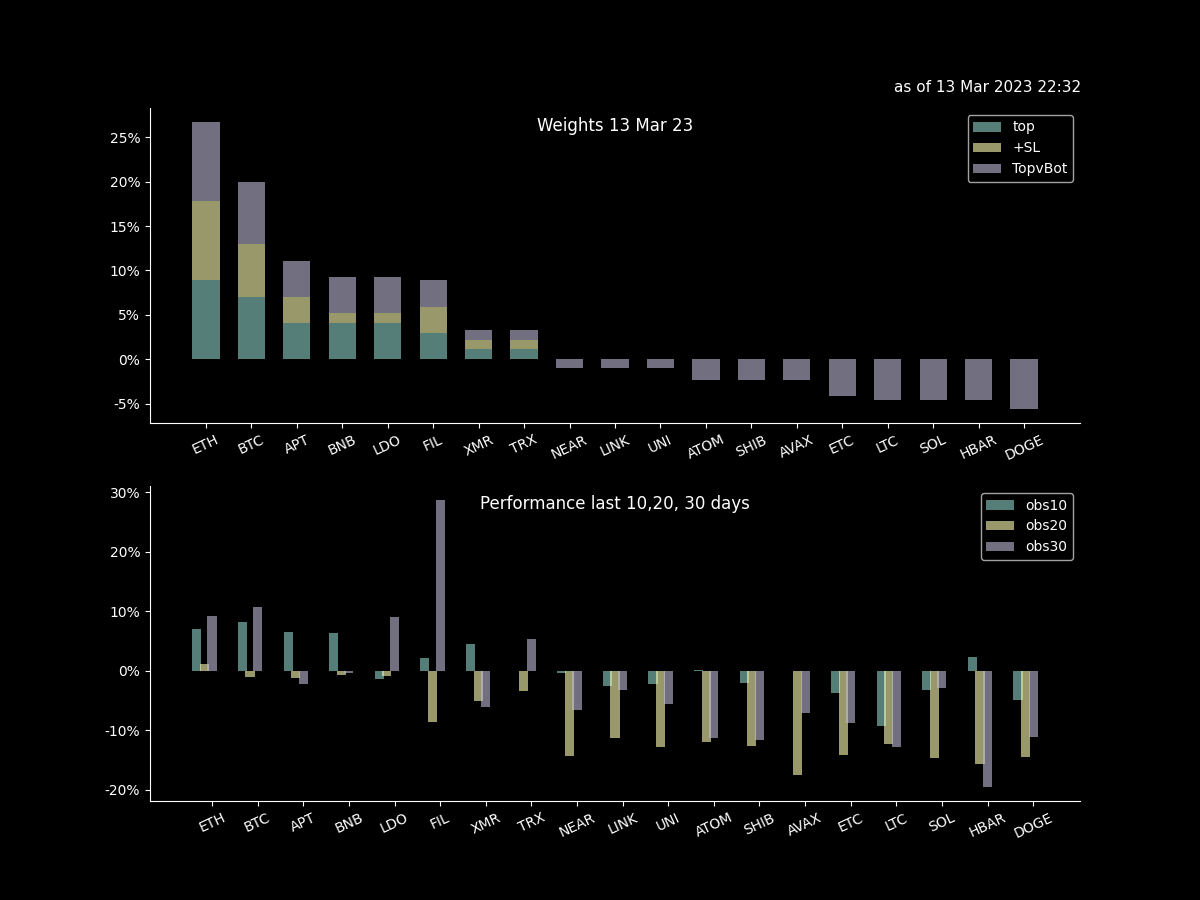 as of 13 Mar 2023 22:32
Weights 13 Mar 23
top
+SL
TopvBot
25%
20%
15%
10%
5%
0%
-5%
ETH BTC APT BNB LDO FIL XMR TRX NEAR LINK UNI ATOM SHIB AVAX ETC LTC SOL HBAR DOGE
Performance last 10,20, 30 days
obs10
obs20
obs30
30%
20%
10%
0%
-10%
-20%
ETH BTC APT BNB LDO FIL XMR TRX NEAR LINK UNI ATOM SHIB AVAX ETC LTC SOL HBAR DOGE